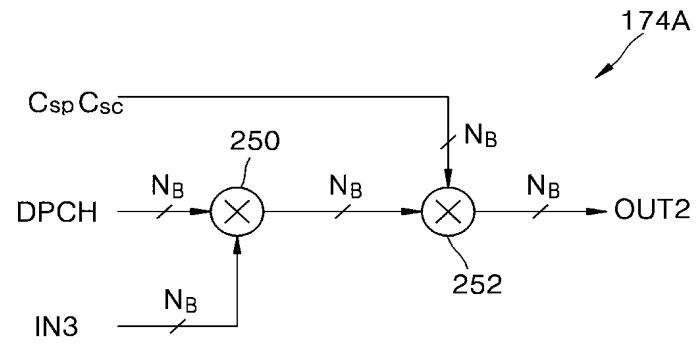 174A
CspCsc
NB
250
DPCH
NB
NB
NB
OUT2
252
IN3
NB